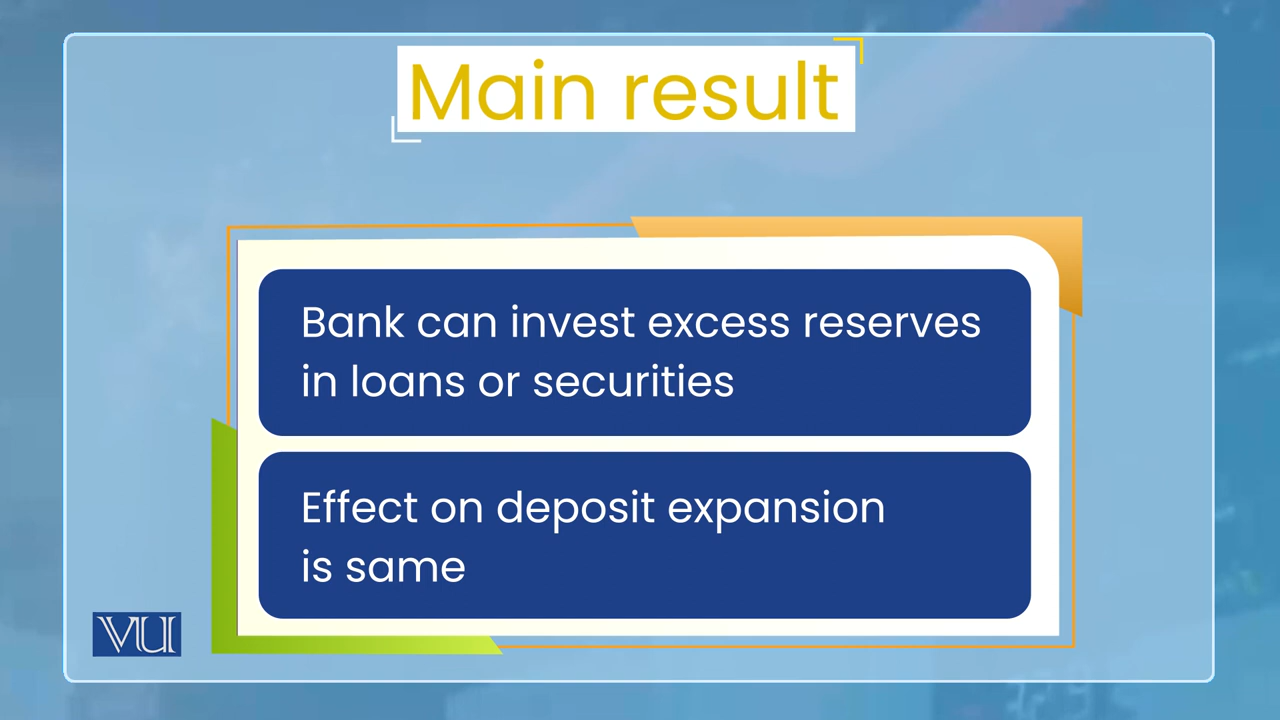 Main result
Bank can invest excess reserves
in loans or securities
Effect on deposit expansion
is same
VU